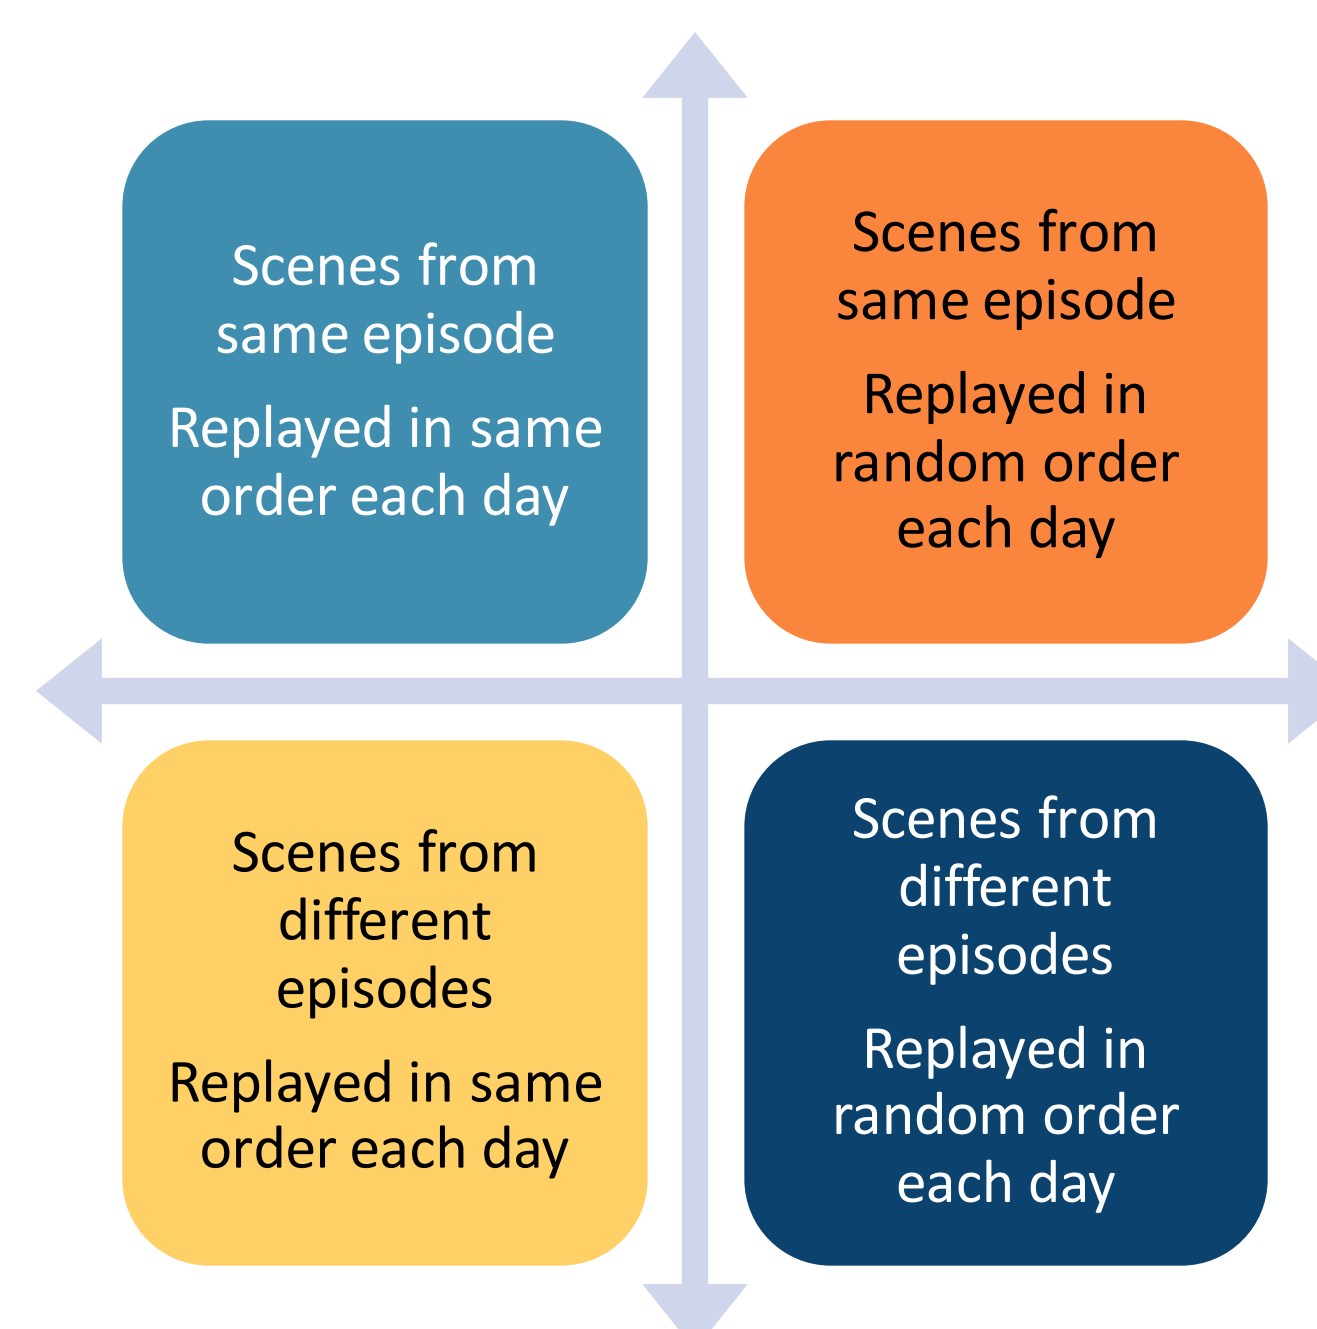 Scenes from
same episode
Replayed in same
order each day
Scenes from
same episode
Replayed in
random order
each day
Scenes from
different
episodes
Replayed in same
order each day
Scenes from
different
episodes
Replayed in
random order
each day